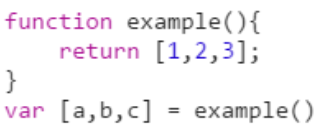 function example(){
    return [1,2,3];
}
var [a,b,c] = example()